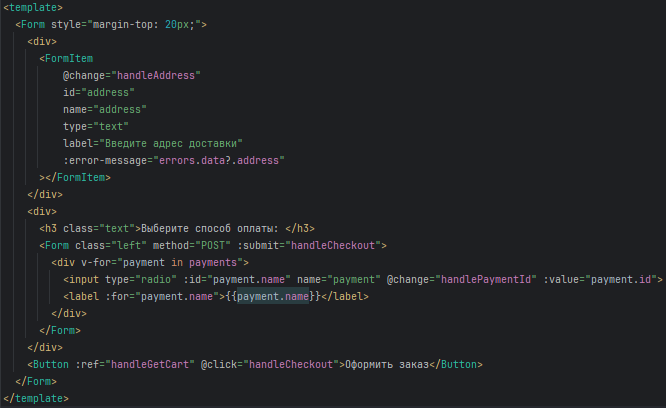 <template>
  <Form style="margin-top: 20px;">
    <div>
      <FormItem
          @change="handleAddress"
          id="address"
          name="address"
          type="text"
          label="Введите адрес доставки"
          :error-message="errors.data?.address"
      ></FormItem>
    </div>
    <div>
      <h3 class="text">Выберите способ оплаты: </h3>
      <Form class="left" method="POST" :submit="handleCheckout">
        <div v-for="payment in payments">
          <input type="radio" :id="payment.name" name="payment" @change="handlePaymentId" :value="payment.id">
          <label :for="payment.name">{{payment.name}}</label>
        </div>
      </Form>
    </div>
    <Button :ref="handleGetCart" @click="handleCheckout">Оформить заказ</Button>
  </Form>
</template>